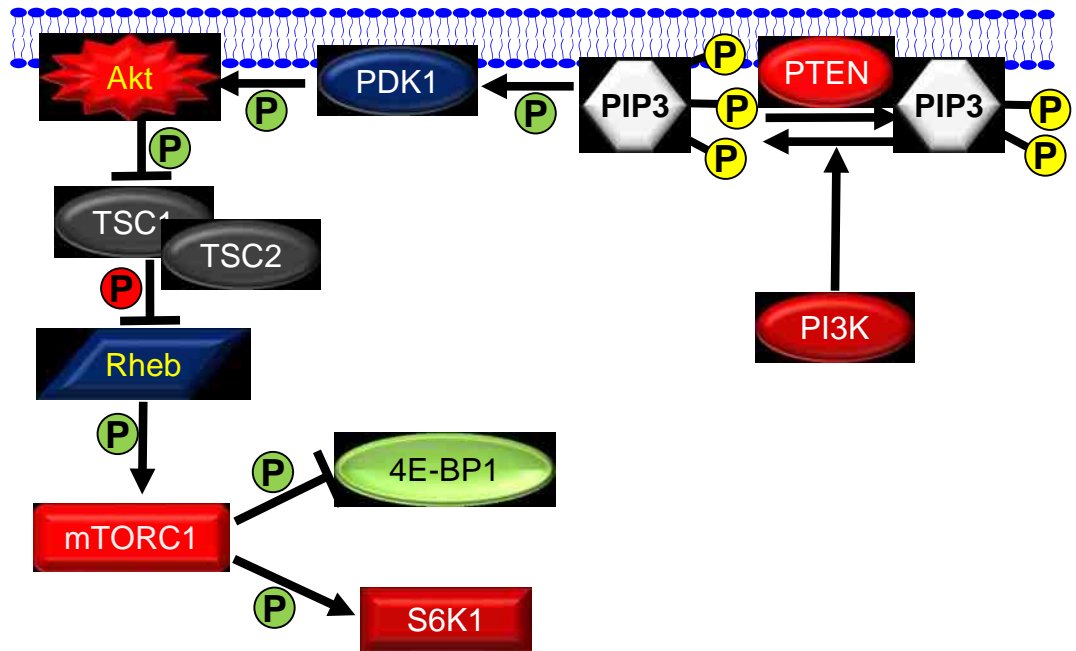 Akt
P
PDK1
P
PIP3
P
P
P
PTEN
PIP3
P
P
P
TSC1
TSC2
P
Rheb
PI3K
P
mTORC1
P
4E-BP1
P
S6K1